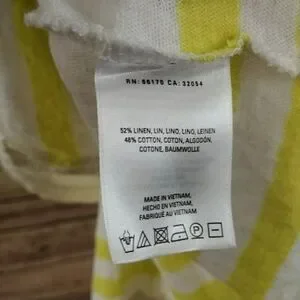 RN: 66170 CA: 32054
52% LINEN, LIN, LINO, LINO, LEINEN
48% COTTON, COTON, ALGODÓN,
COTONE, BAUMWOLLE
MADE IN VIETNAM,
HECHO EN VIETNAM,
FABRIQUÉ AU VIETNAM